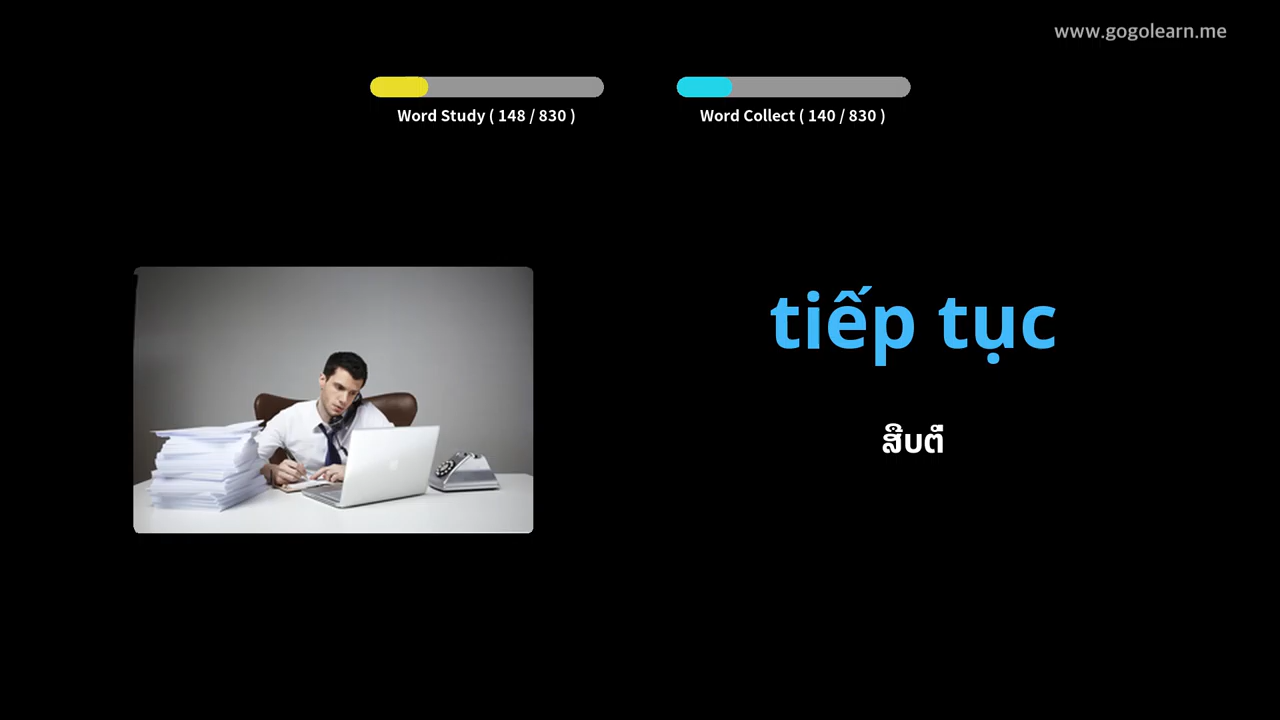 www.gogolearn.me
Word Study ( 148 / 830 )
Word Collect ( 140 / 830 )
tiếp tục
ສືບຕໍ່